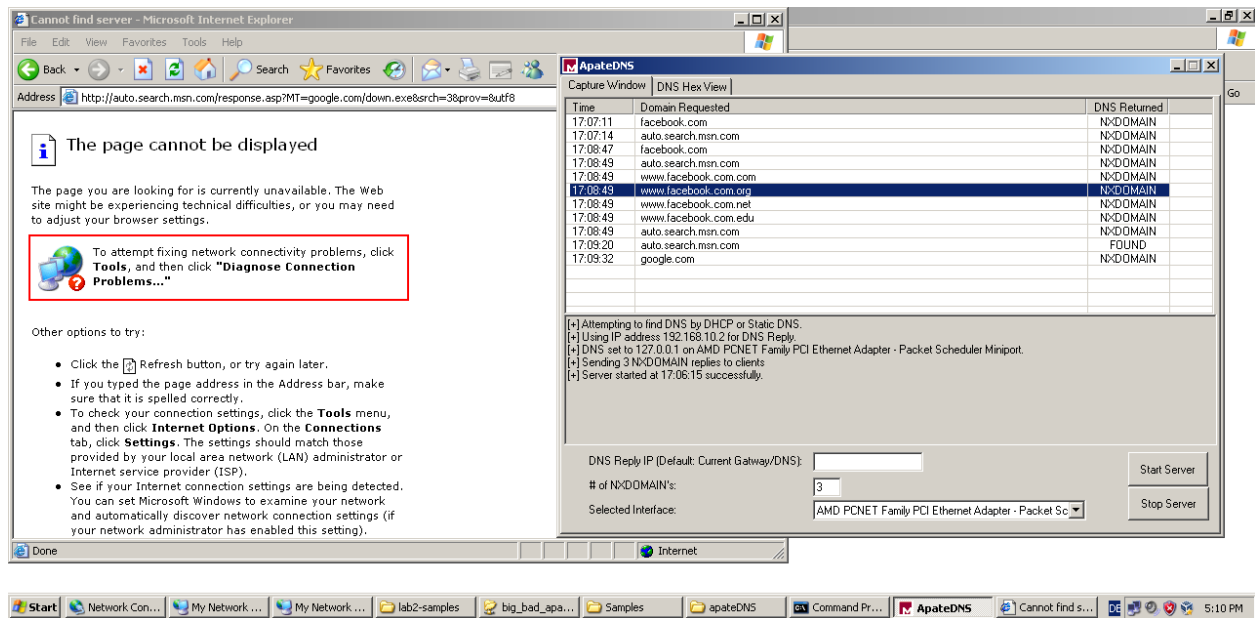 Cannot find server - Microsoft Internet Explorer
File Edit View Favorites Tools Help
Back Search Favorites
Address http://auto.search.msn.com/response.asp?MT=google.com/down.exe&srch=3&prov=&utf8
The page cannot be displayed
The page you are looking for is currently unavailable. The Web
site might be experiencing technical difficulties, or you may need
to adjust your browser settings.
To attempt fixing network connectivity problems, click
Tools, and then click "Diagnose Connection
Problems..."
Other options to try:
Click the Refresh button, or try again later.
If you typed the page address in the Address bar, make
sure that it is spelled correctly.
To check your connection settings, click the Tools menu,
and then click Internet Options. On the Connections
tab, click Settings. The settings should match those
provided by your local area network (LAN) administrator or
Internet service provider (ISP).
See if your Internet connection settings are being detected.
You can set Microsoft Windows to examine your network
and automatically discover network connection settings (if
your network administrator has enabled this setting).
Done Internet
Go
ApateDNS
Capture Window DNS Hex View
Time Domain Requested DNS Returned
17:07:11 facebook.com NXDOMAIN
17:07:14 auto.search.msn.com NXDOMAIN
17:08:47 facebook.com NXDOMAIN
17:08:49 auto.search.msn.com NXDOMAIN
17:08:49 www.facebook.com.com NXDOMAIN
17:08:49 www.facebook.com.org NXDOMAIN
17:08:49 www.facebook.com.net NXDOMAIN
17:08:49 www.facebook.com.edu NXDOMAIN
17:08:49 auto.search.msn.com NXDOMAIN
17:09:20 auto.search.msn.com FOUND
17:09:32 google.com NXDOMAIN
[+] Attempting to find DNS by DHCP or Static DNS.
[+] Using IP address 192.168.10.2 for DNS Reply.
[+] DNS set to 127.0.0.1 on AMD PCNET Family PCI Ethernet Adapter - Packet Scheduler Miniport.
[+] Sending 3 NXDOMAIN replies to clients
[+] Server started at 17:06:15 successfully.
DNS Reply IP (Default: Current Gatway/DNS):
# of NXDOMAIN's: 3
Selected Interface: AMD PCNET Family PCI Ethernet Adapter - Packet Sc
Start Server
Stop Server
Start Network Con... My Network ... My Network ... lab2-samples big_bad_apa... Samples apateDNS Command Pr... ApateDNS Cannot find s... DE 5:10 PM